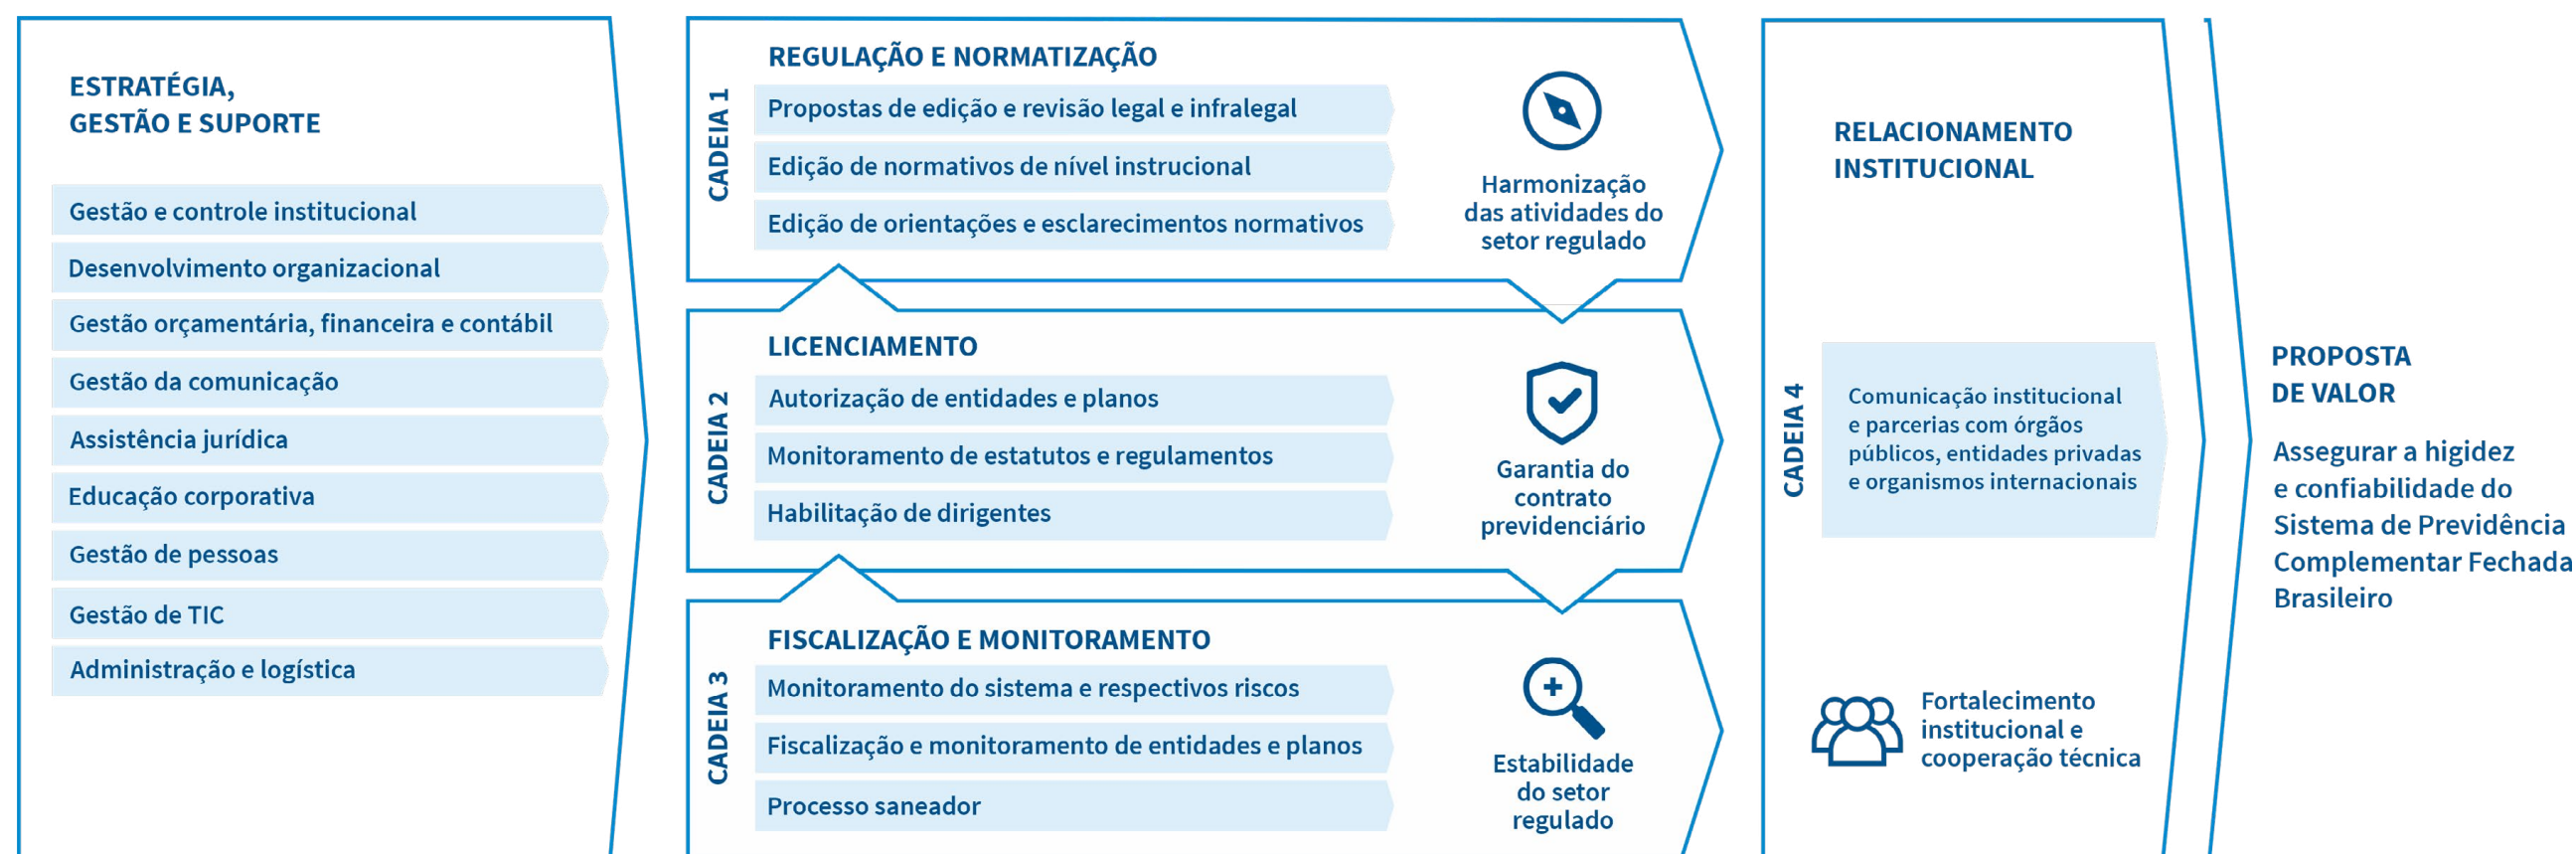 ESTRATÉGIA,
GESTÃO E SUPORTE
Gestão e controle institucional
Desenvolvimento organizacional
Gestão orçamentária, financeira e contábil
Gestão da comunicação
Assistência jurídica
Educação corporativa
Gestão de pessoas
Gestão de TIC
Administração e logística
CADEIA 1
REGULAÇÃO E NORMATIZAÇÃO
Propostas de edição e revisão legal e infralegal
Edição de normativos de nível instrucional
Edição de orientações e esclarecimentos normativos
Harmonização
das atividades do
setor regulado
CADEIA 2
LICENCIAMENTO
Autorização de entidades e planos
Monitoramento de estatutos e regulamentos
Habilitação de dirigentes
Garantia do
contrato
previdenciário
CADEIA 3
FISCALIZAÇÃO E MONITORAMENTO
Monitoramento do sistema e respectivos riscos
Fiscalização e monitoramento de entidades e planos
Processo saneador
Estabilidade
do setor
regulado
CADEIA 4
RELACIONAMENTO
INSTITUCIONAL
Comunicação institucional
e parcerias com órgãos
públicos, entidades privadas
e organismos internacionais
Fortalecimento
institucional e
cooperação técnica
PROPOSTA
DE VALOR
Assegurar a higidez
e confiabilidade do
Sistema de Previdência
Complementar Fechada
Brasileiro